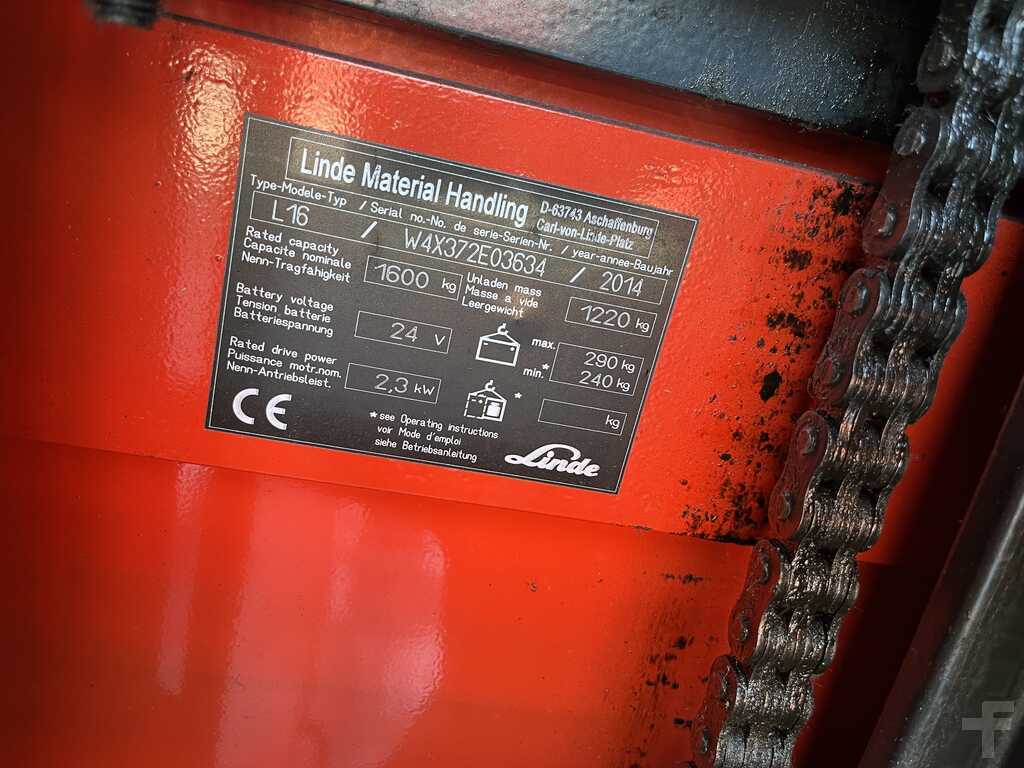 Linde Material Handling
D-63743 Aschaffenburg
Carl-von-Linde-Platz
Type-Modele-Typ / Serial no.-No. de serie-Serien-Nr. / year-annee-Baujahr
L16 / W4X372E03634 / 2014
Rated capacity
Capacite nominale
Nenn-Tragfähigkeit
1600 kg
Unladen mass
Masse a vide
Leergewicht
1220 kg
Battery voltage
Tension batterie
Batteriespannung
24 V
max. 290 kg
min.* 240 kg
Rated drive power
Puissance motr.nom.
Nenn-Antriebsleist.
2,3 kW
*
kg
CE
*see Operating instructions
voir Mode d'emploi
siehe Betriebsanleitung
Linde